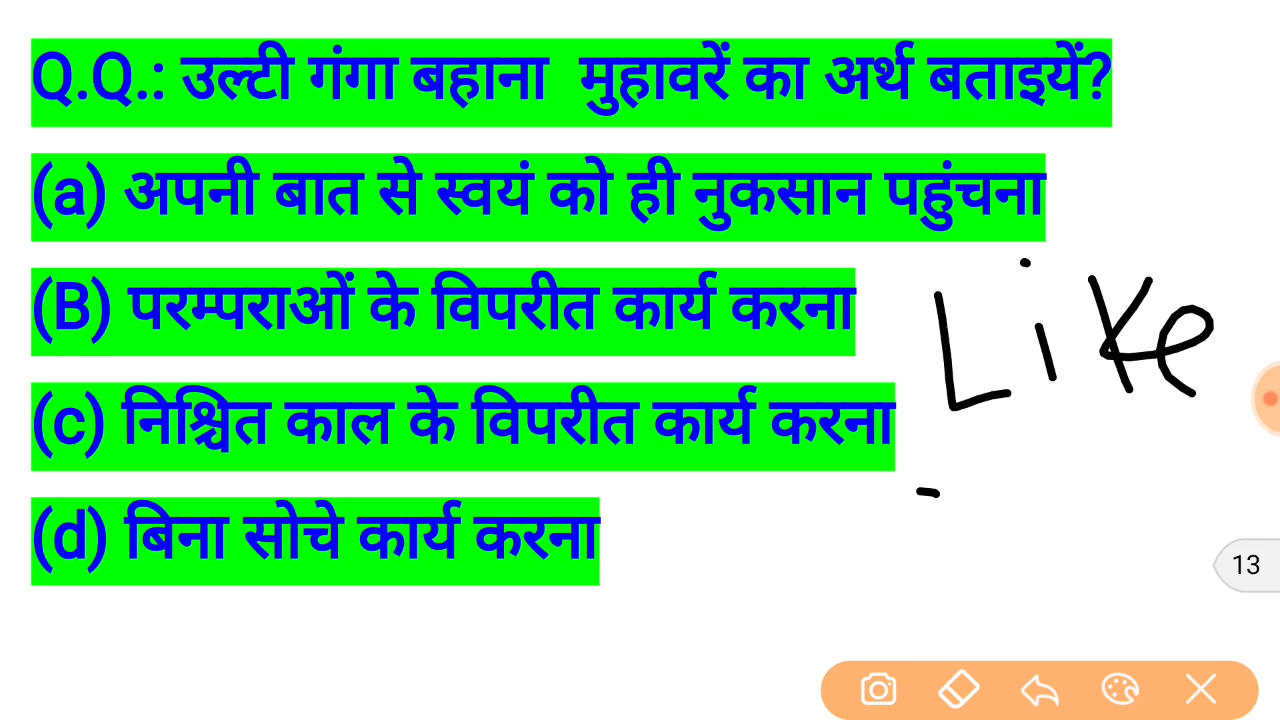 Q.Q.: उल्टी गंगा बहाना मुहावरें का अर्थ बताइयें?
(a) अपनी बात से स्वयं को ही नुकसान पहुंचना
(B) परम्पराओं के विपरीत कार्य करना
Like
(c) निश्चित काल के विपरीत कार्य करना
(d) बिना सोचे कार्य करना
13